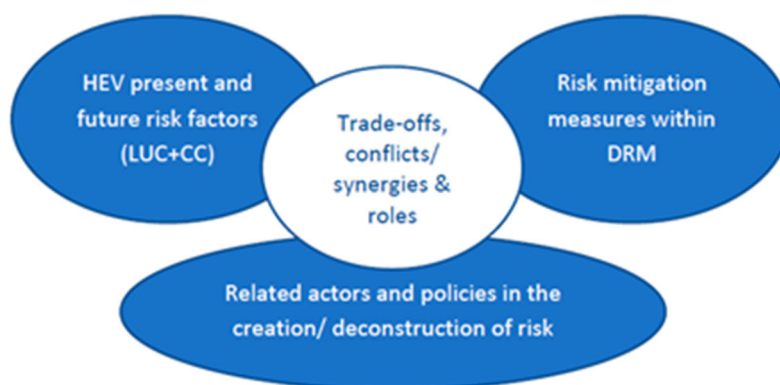 HEV present and
future risk factors
(LUC+CC)
Trade-offs,
conflicts/
synergies &
roles
Risk mitigation
measures within
DRM
Related actors and policies in the
creation/ deconstruction of risk